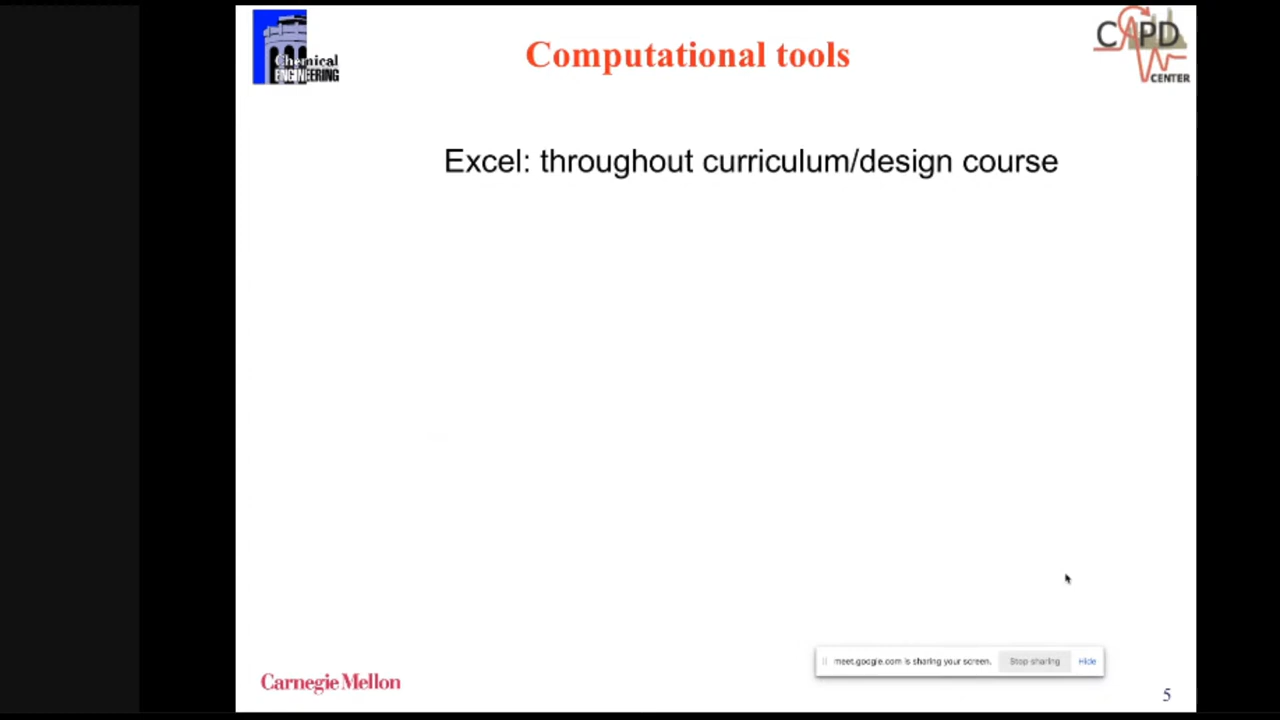 Chemical
ENGINEERING
Computational tools
CAPD
CENTER
Excel: throughout curriculum/design course
meet.google.com is sharing your screen.
Stop sharing
Hide
Carnegie Mellon
5